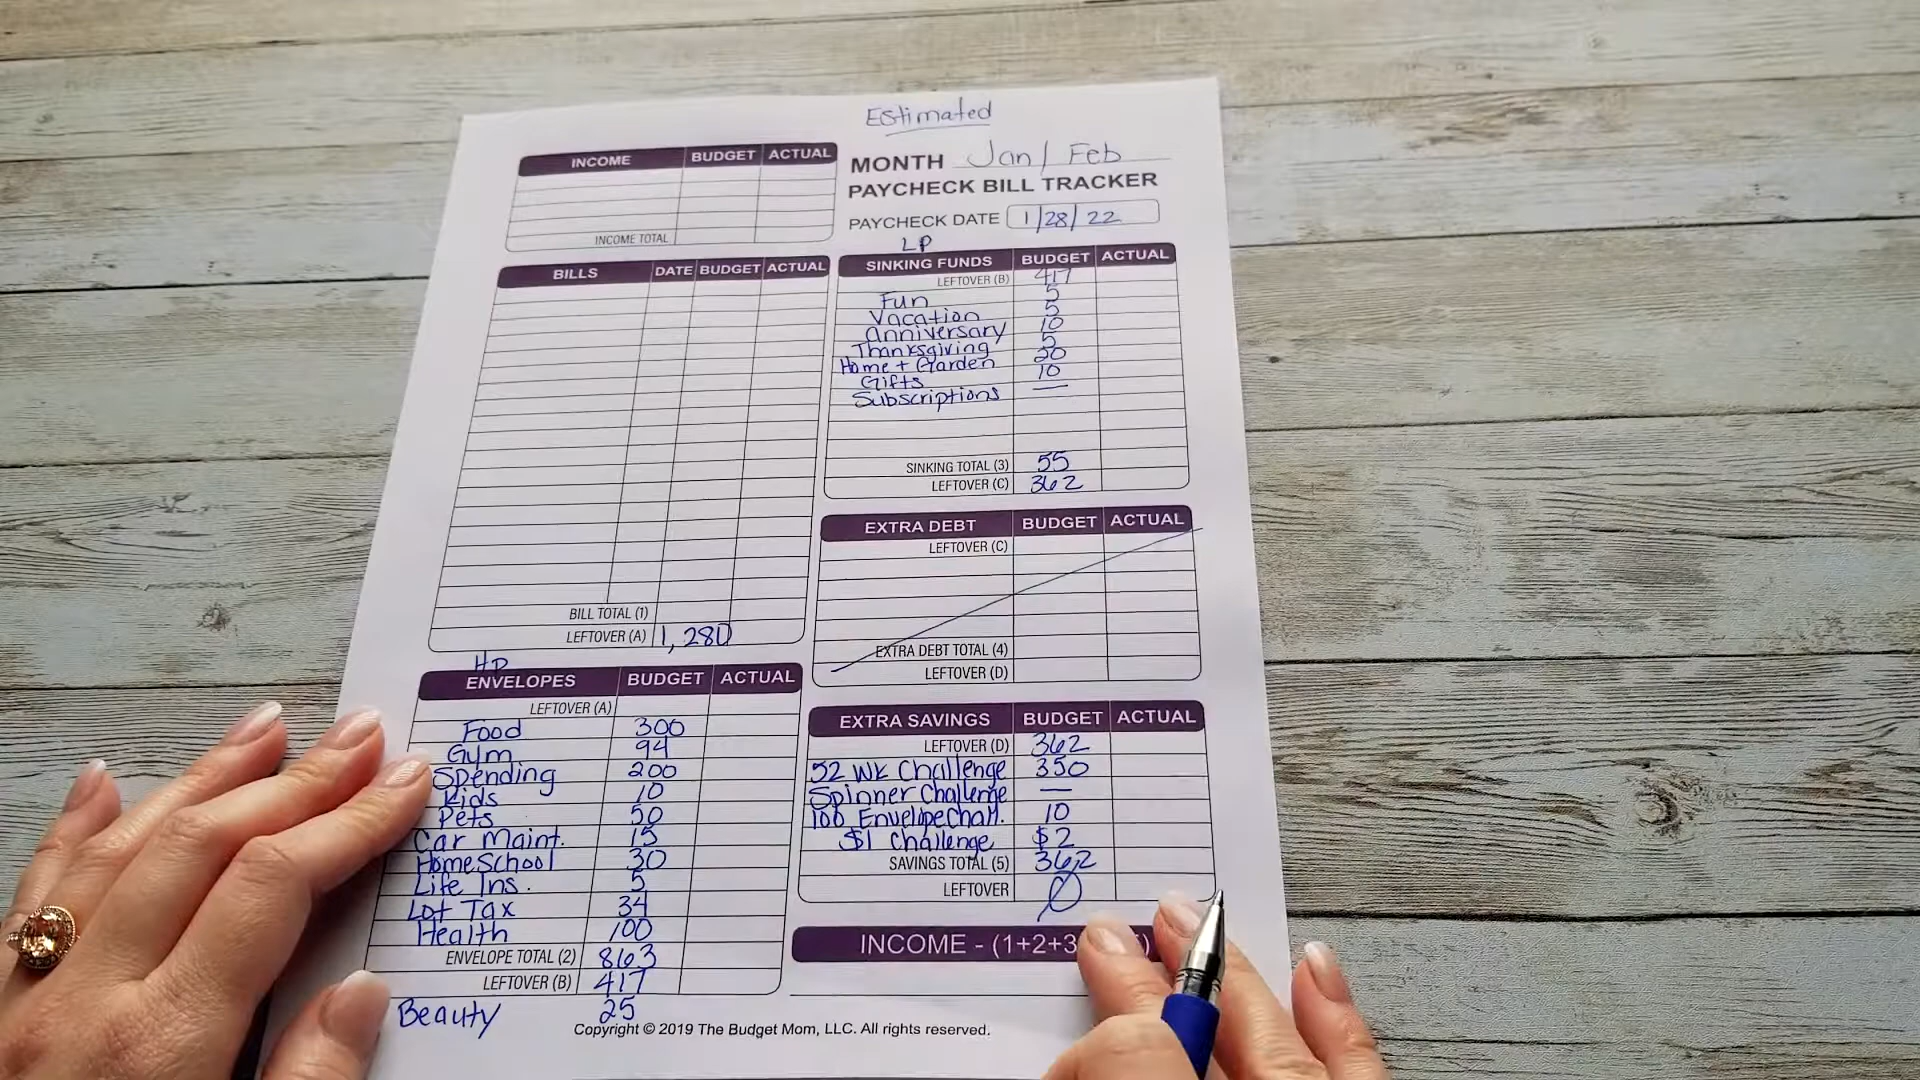 Estimated
INCOME BUDGET ACTUAL
INCOME TOTAL
MONTH Jan/Feb
PAYCHECK BILL TRACKER
PAYCHECK DATE 1/28/22
BILLS DATE BUDGET ACTUAL
BILL TOTAL (1)
LEFTOVER (A) 1,280
HP
ENVELOPES BUDGET ACTUAL
LEFTOVER (A)
Food 300
Gym 94
Spending 200
Kids 10
Pets 50
Car Maint. 15
HomeSchool 30
Life Ins. 5
Lot Tax 34
Health 100
ENVELOPE TOTAL (2) 863
LEFTOVER (B) 417
Beauty 25
LP
SINKING FUNDS BUDGET ACTUAL
LEFTOVER (B) 417
Fun 5
Vacation 5
Anniversary 10
Thanksgiving 5
Home + Garden 20
Gifts 10
Subscriptions —
SINKING TOTAL (3) 55
LEFTOVER (C) 362
EXTRA DEBT BUDGET ACTUAL
LEFTOVER (C)
EXTRA DEBT TOTAL (4)
LEFTOVER (D)
EXTRA SAVINGS BUDGET ACTUAL
LEFTOVER (D) 362
52 WK Challenge 350
Spinner Challenge —
100 Envelope Chall. 10
$1 Challenge $2
SAVINGS TOTAL (5) 362
LEFTOVER 0
INCOME - (1+2+3
Copyright © 2019 The Budget Mom, LLC. All rights reserved.